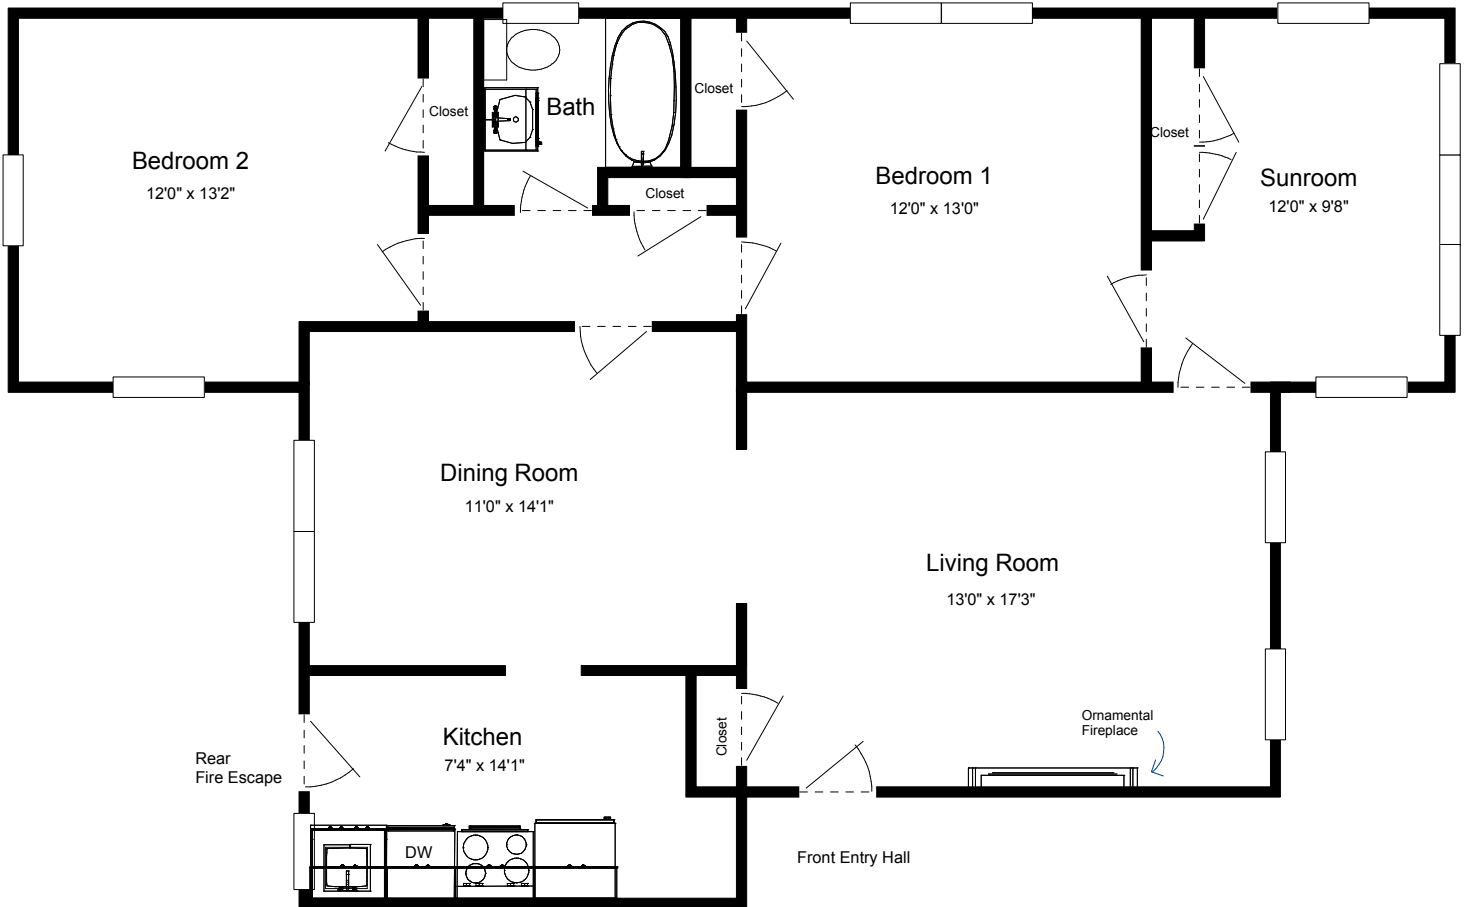 Bedroom 2
12'0" x 13'2"
Closet
Bath
Closet
Closet
Bedroom 1
12'0" x 13'0"
Closet
Sunroom
12'0" x 9'8"
Dining Room
11'0" x 14'1"
Living Room
13'0" x 17'3"
Ornamental
Fireplace
Closet
Kitchen
7'4" x 14'1"
Rear
Fire Escape
DW
Front Entry Hall